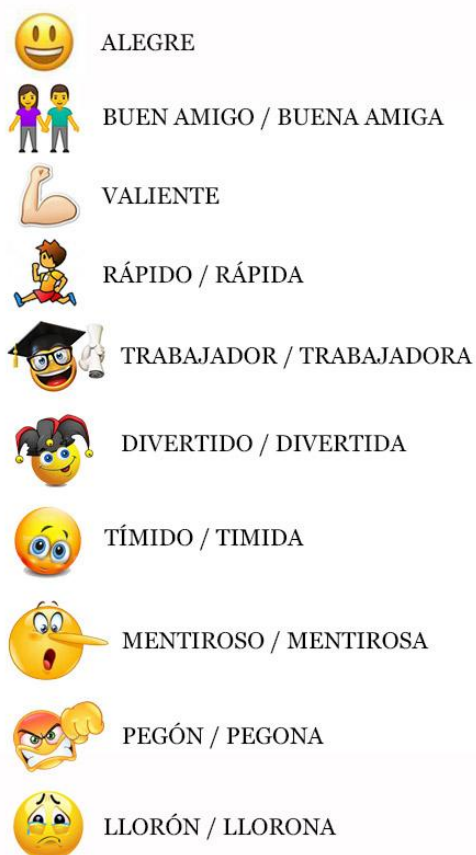 ALEGRE
BUEN AMIGO / BUENA AMIGA
VALIENTE
RÁPIDO / RÁPIDA
TRABAJADOR / TRABAJADORA
DIVERTIDO / DIVERTIDA
TÍMIDO / TIMIDA
MENTIROSO / MENTIROSA
PEGÓN / PEGONA
LLORÓN / LLORONA